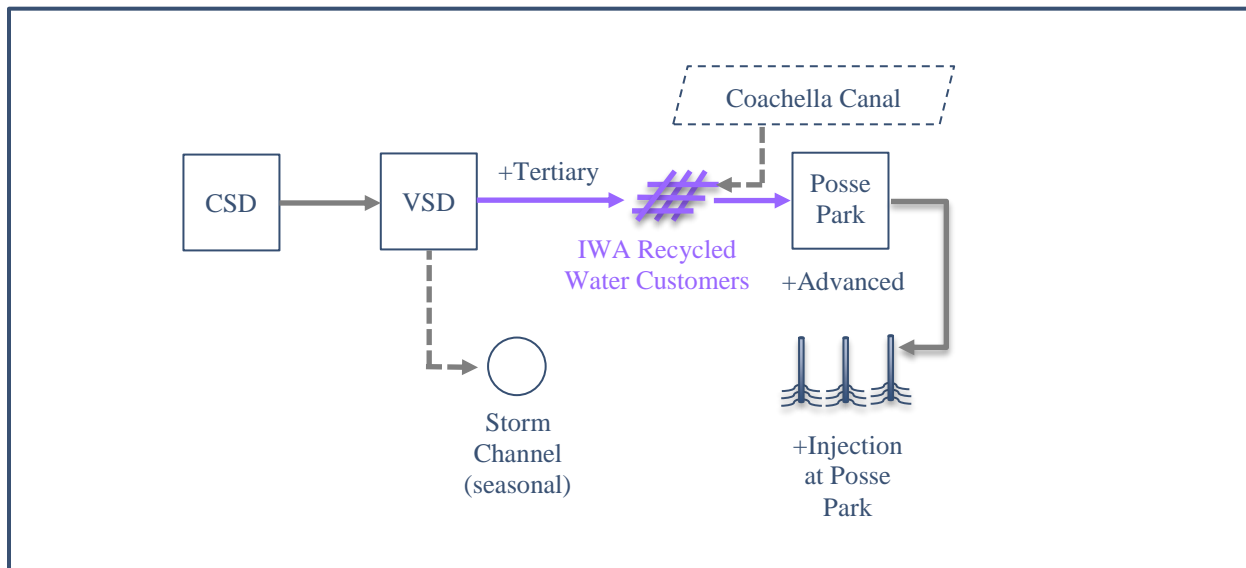 Coachella Canal
CSD
VSD
+Tertiary
IWA Recycled
Water Customers
Posse
Park
+Advanced
Storm
Channel
(seasonal)
+Injection
at Posse
Park